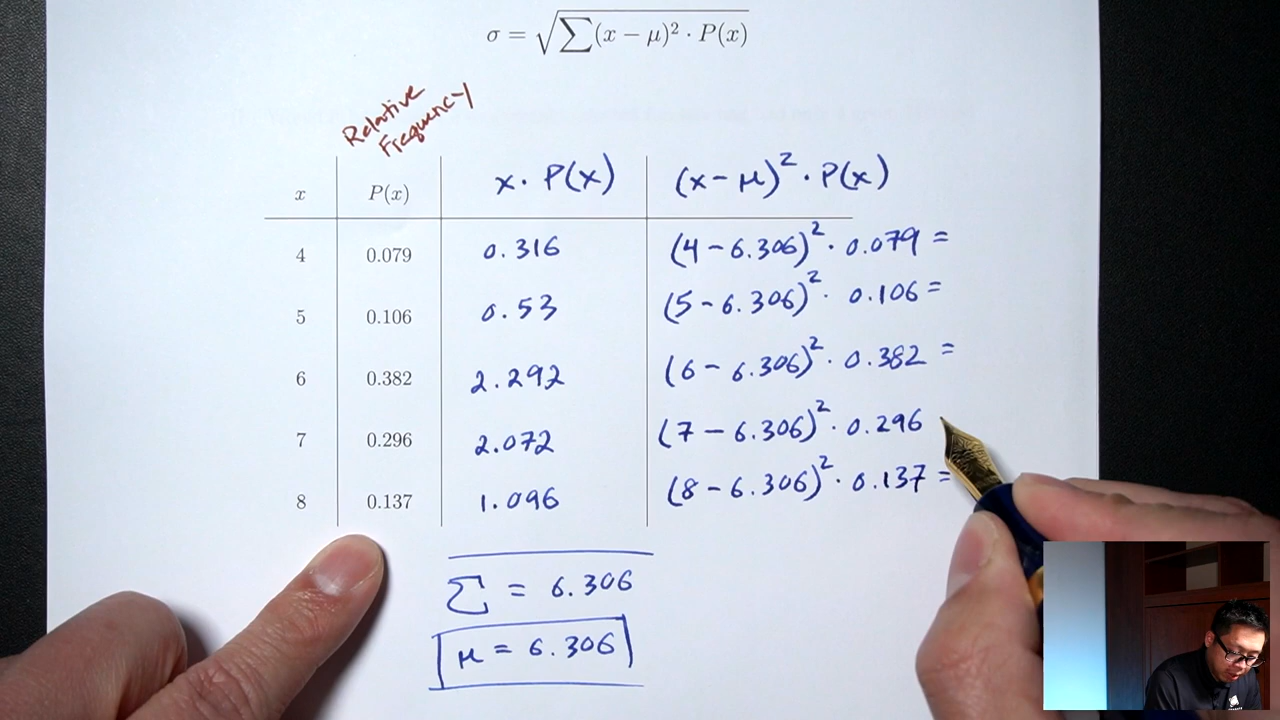 σ = √∑(x − μ)² · P(x)
Relative
Frequency
x P(x) x · P(x) (x − μ)² · P(x)
4 0.079 0.316 (4 − 6.306)² · 0.079 =
5 0.106 0.53 (5 − 6.306)² · 0.106 =
6 0.382 2.292 (6 − 6.306)² · 0.382 =
7 0.296 2.072 (7 − 6.306)² · 0.296
8 0.137 1.096 (8 − 6.306)² · 0.137 =
∑ = 6.306
μ = 6.306